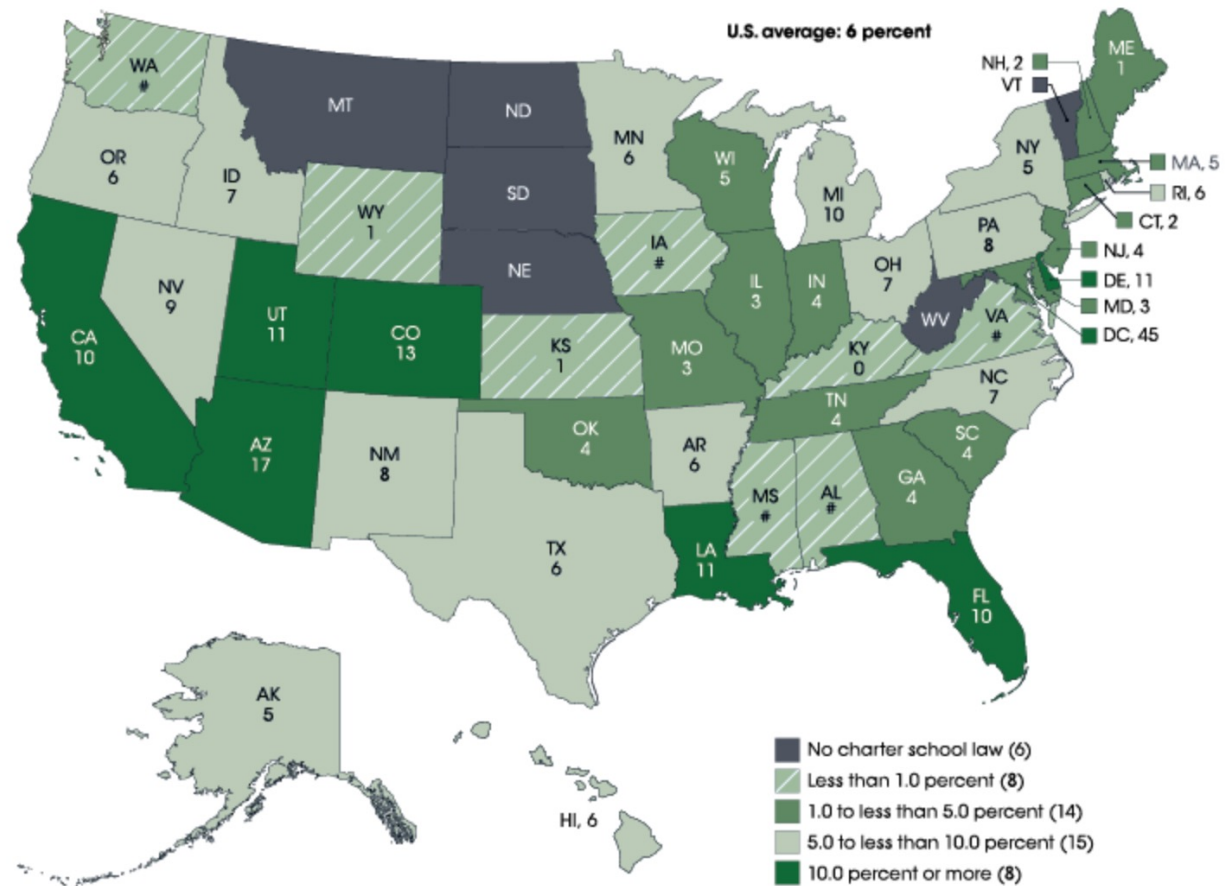 U.S. average: 6 percent
WA
#
MT
ND
MN
6
OR
6
ID
7
WY
1
SD
WI
5
MI
10
NY
5
ME
1
NH, 2
VT
MA, 5
RI, 6
CT, 2
NJ, 4
DE, 11
MD, 3
DC, 45
NE
IA
#
PA
8
CA
10
NV
9
UT
11
CO
13
KS
1
MO
3
IL
3
IN
4
OH
7
WV
VA
#
KY
0
NC
7
TN
4
AZ
17
NM
8
OK
4
AR
6
SC
4
MS
#
AL
#
GA
4
TX
6
LA
11
FL
10
AK
5
HI, 6
No charter school law (6)
Less than 1.0 percent (8)
1.0 to less than 5.0 percent (14)
5.0 to less than 10.0 percent (15)
10.0 percent or more (8)